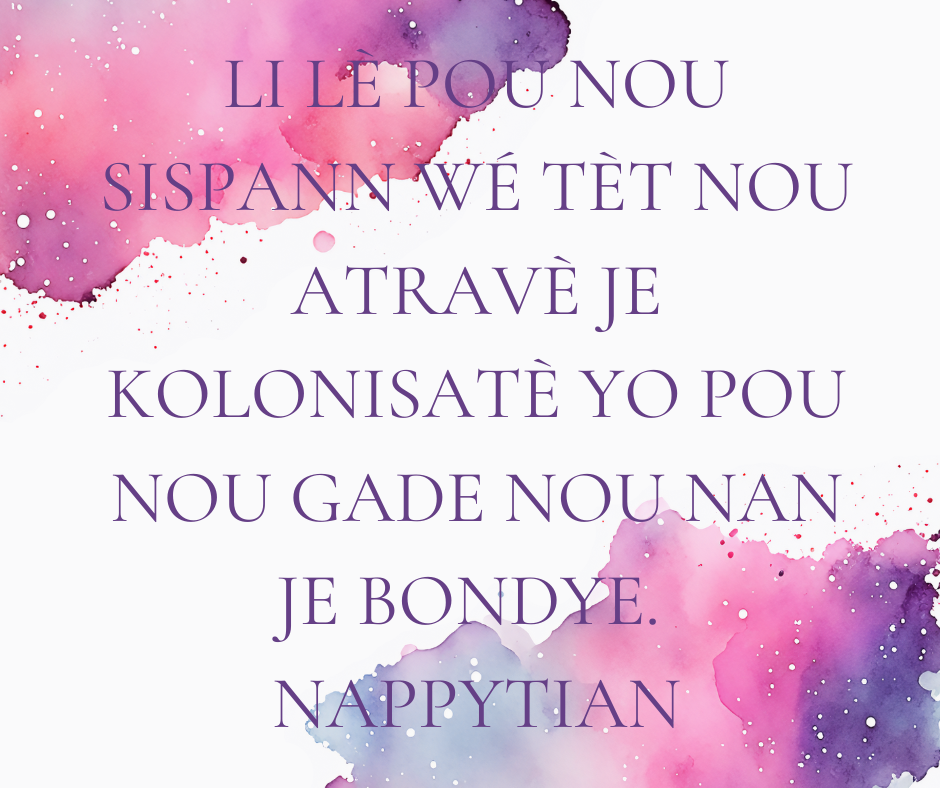 LI LÈ POU NOU
SISPANN WÉ TÈT NOU
ATRAVÈ JE
KOLONISATÈ YO POU
NOU GADE NOU NAN
JE BONDYE.
NAPPYTIAN